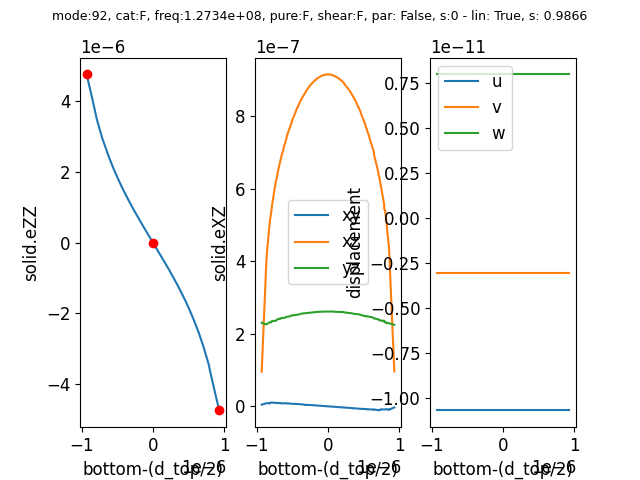 mode:92, cat:F, freq:1.2734e+08, pure:F, shear:F, par: False, s:0 - lin: True, s: 0.9866
1e−6
4
2
0
−2
−4
solid.eZZ
−1
0
1
1e−6
bottom-(d_top/2)
1e−7
8
6
4
2
0
solid.eXZ
xy
xz
yz
−1
0
1
1e−6
bottom-(d_top/2)
1e−11
0.75
0.50
0.25
0.00
−0.25
−0.50
−0.75
−1.00
displacement
u
v
w
−1
0
1
1e−6
bottom-(d_top/2)